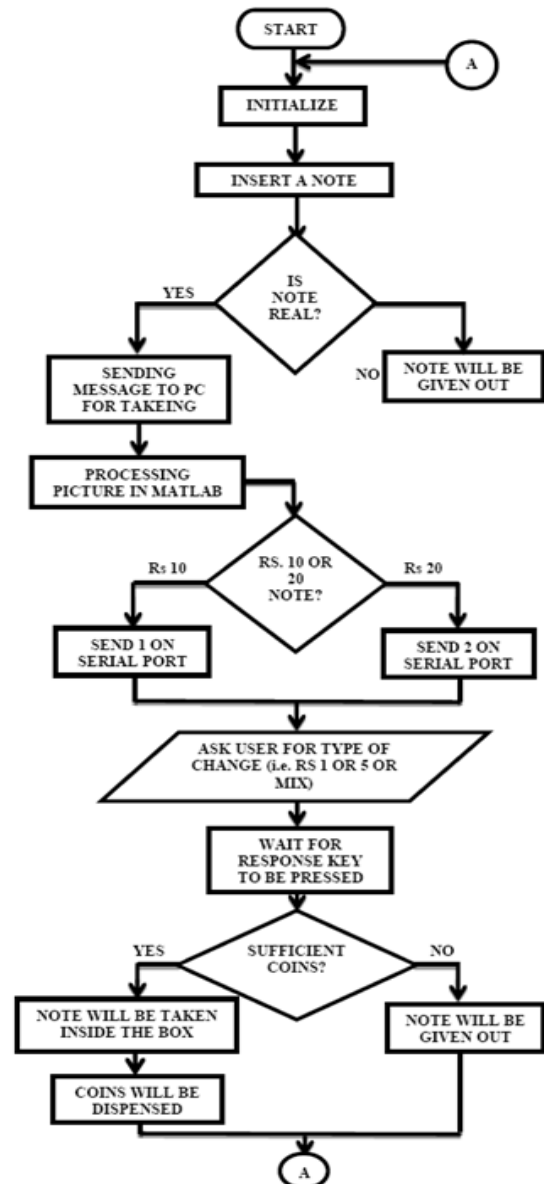 START
A
INITIALIZE
INSERT A NOTE
IS
NOTE
REAL?
YES
NO
SENDING
MESSAGE TO PC
FOR TAKEING
NOTE WILL BE
GIVEN OUT
PROCESSING
PICTURE IN MATLAB
RS. 10 OR
20
NOTE?
Rs 10
Rs 20
SEND 1 ON
SERIAL PORT
SEND 2 ON
SERIAL PORT
ASK USER FOR TYPE OF
CHANGE (i.e. RS 1 OR 5 OR
MIX)
WAIT FOR
RESPONSE KEY
TO BE PRESSED
SUFFICIENT
COINS?
YES
NO
NOTE WILL BE TAKEN
INSIDE THE BOX
NOTE WILL BE
GIVEN OUT
COINS WILL BE
DISPENSED
A